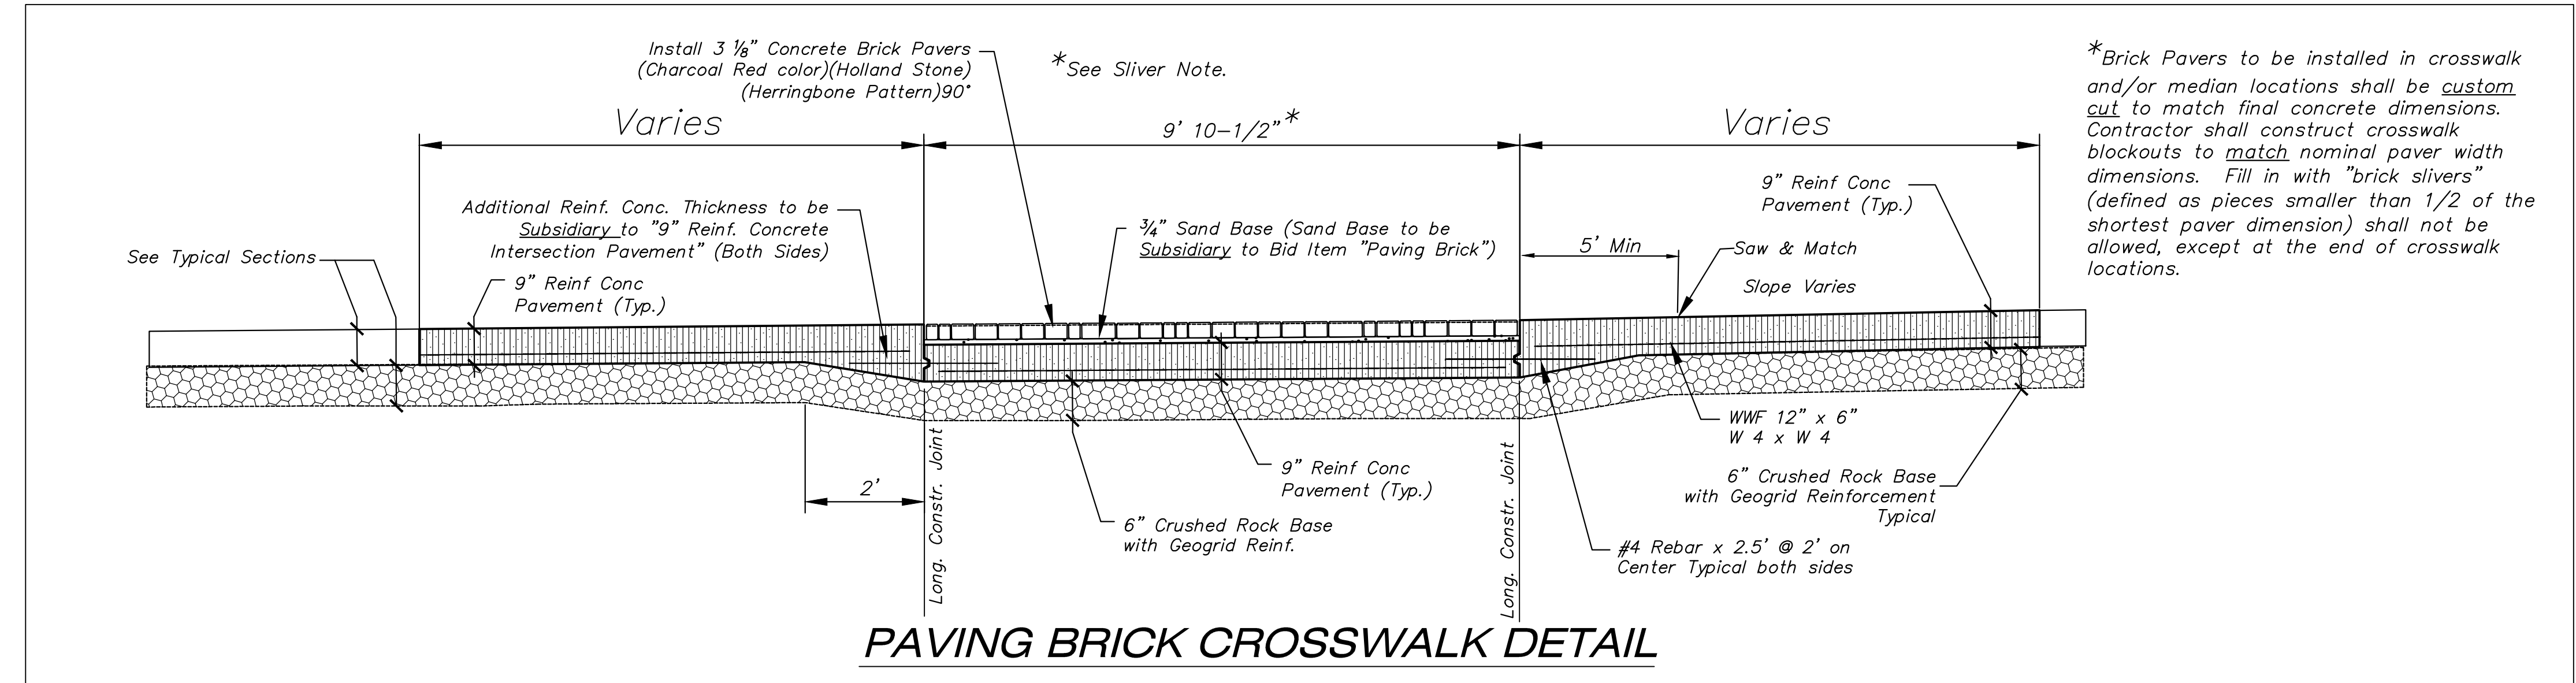 Install 3 ⅛" Concrete Brick Pavers
(Charcoal Red color)(Holland Stone)
(Herringbone Pattern)90°
*See Sliver Note.
*Brick Pavers to be installed in crosswalk
and/or median locations shall be custom
cut to match final concrete dimensions.
Contractor shall construct crosswalk
blockouts to match nominal paver width
dimensions. Fill in with "brick slivers"
(defined as pieces smaller than 1/2 of the
shortest paver dimension) shall not be
allowed, except at the end of crosswalk
locations.
Varies
9' 10-1/2"*
Varies
Additional Reinf. Conc. Thickness to be
Subsidiary to "9" Reinf. Concrete
Intersection Pavement" (Both Sides)
¾" Sand Base (Sand Base to be
Subsidiary to Bid Item "Paving Brick")
9" Reinf Conc
Pavement (Typ.)
5' Min
Saw & Match
Slope Varies
See Typical Sections
9" Reinf Conc
Pavement (Typ.)
2'
Long. Constr. Joint
9" Reinf Conc
Pavement (Typ.)
6" Crushed Rock Base
with Geogrid Reinf.
Long. Constr. Joint
WWF 12" x 6"
W 4 x W 4
6" Crushed Rock Base
with Geogrid Reinforcement
Typical
#4 Rebar x 2.5' @ 2' on
Center Typical both sides
PAVING BRICK CROSSWALK DETAIL